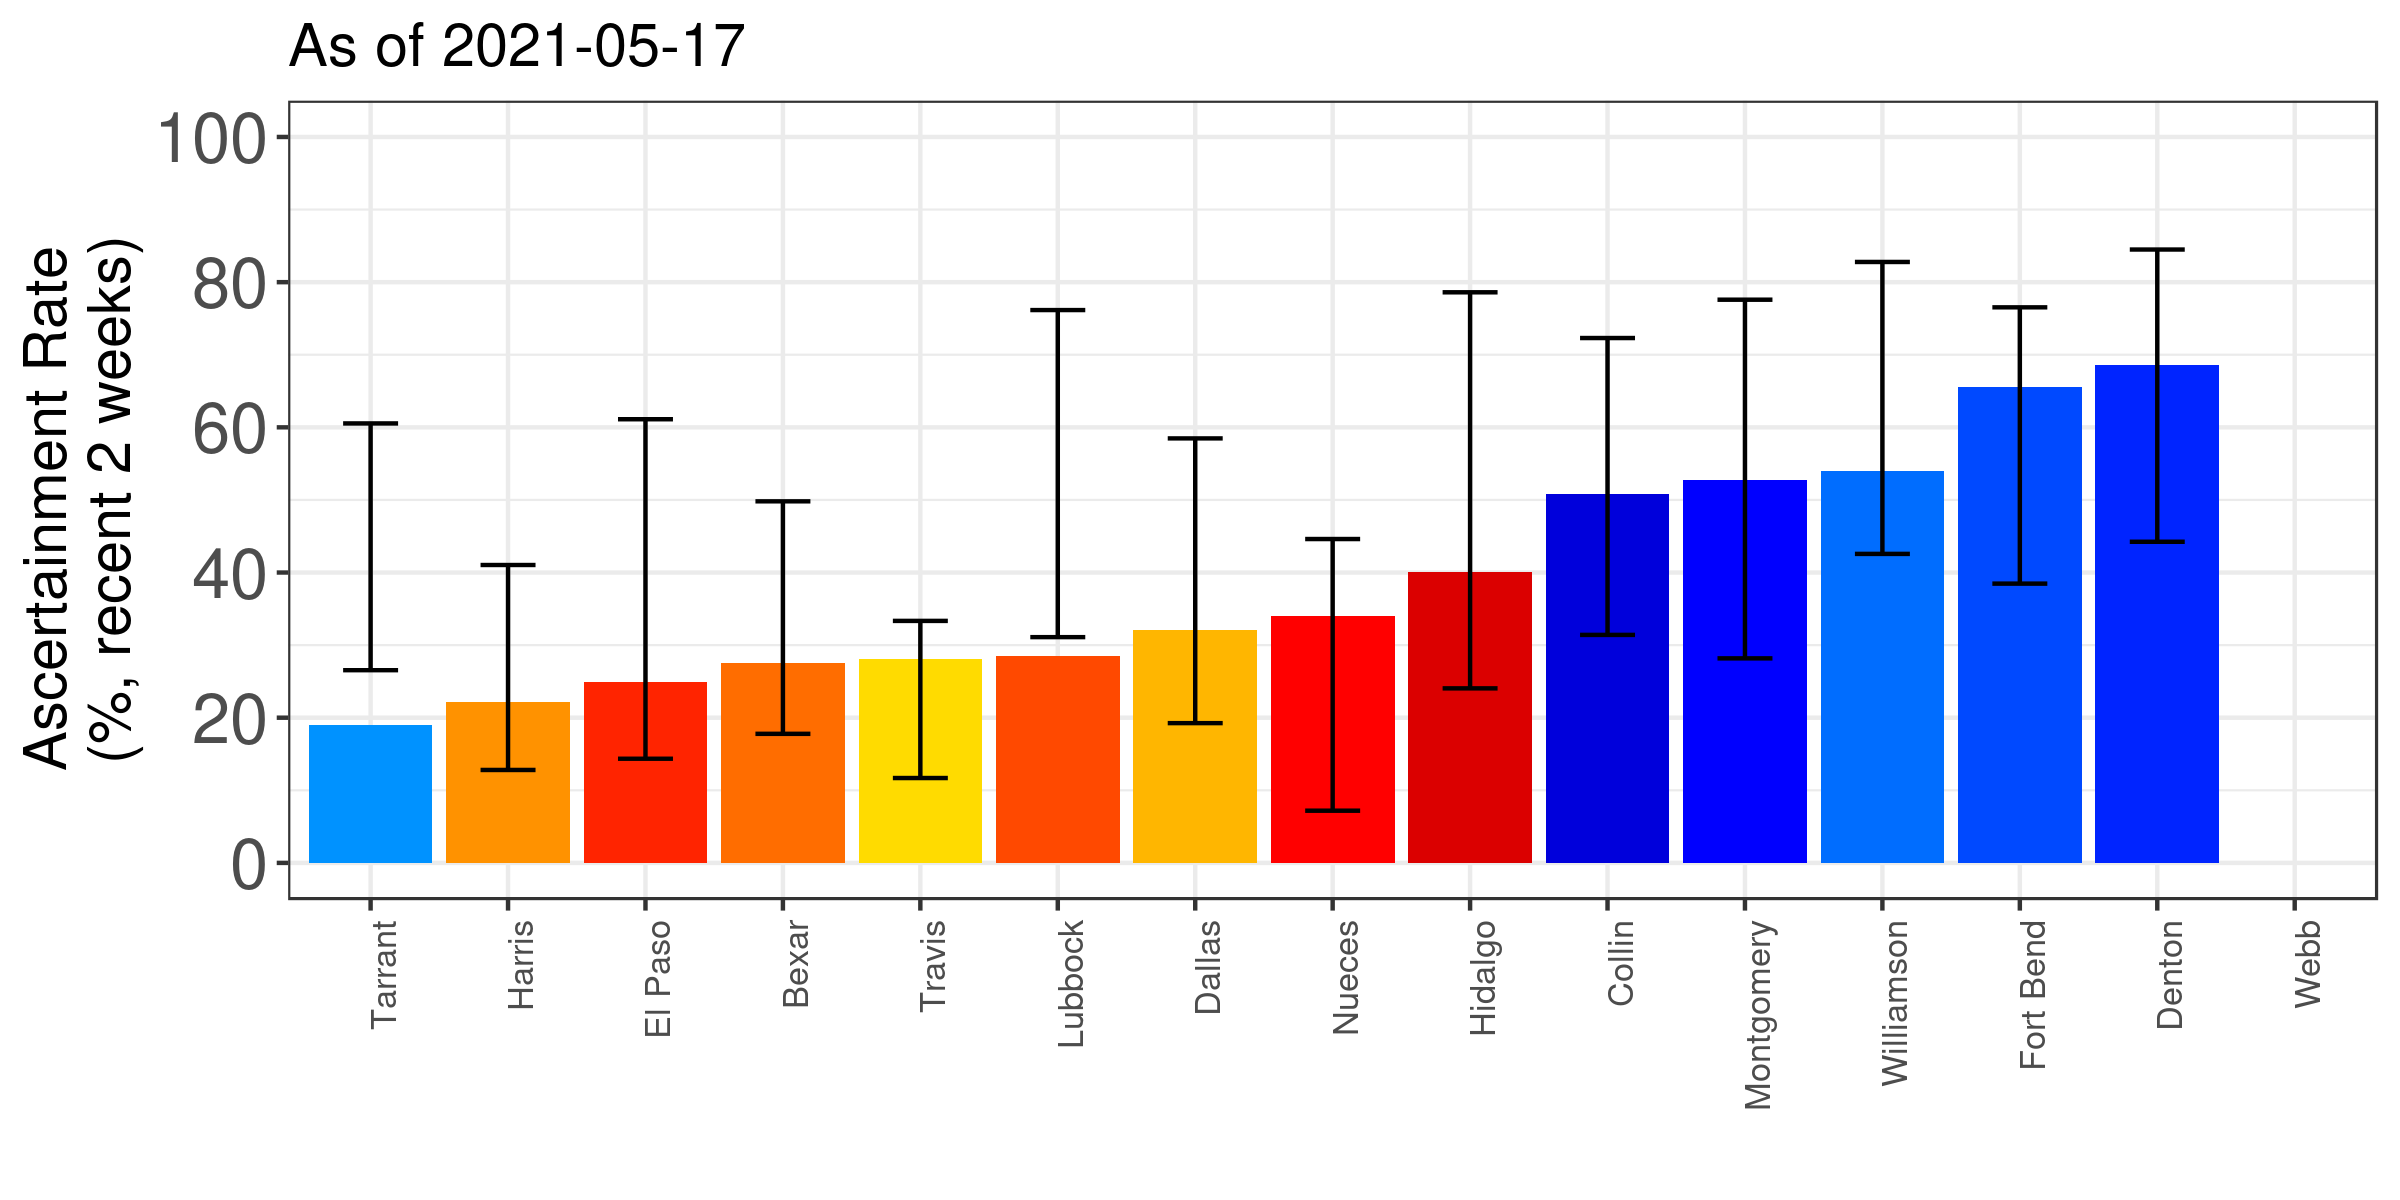 As of 2021-05-17
Ascertainment Rate
(%, recent 2 weeks)
100
80
60
40
20
0
Tarrant
Harris
El Paso
Bexar
Travis
Lubbock
Dallas
Nueces
Hidalgo
Collin
Montgomery
Williamson
Fort Bend
Denton
Webb